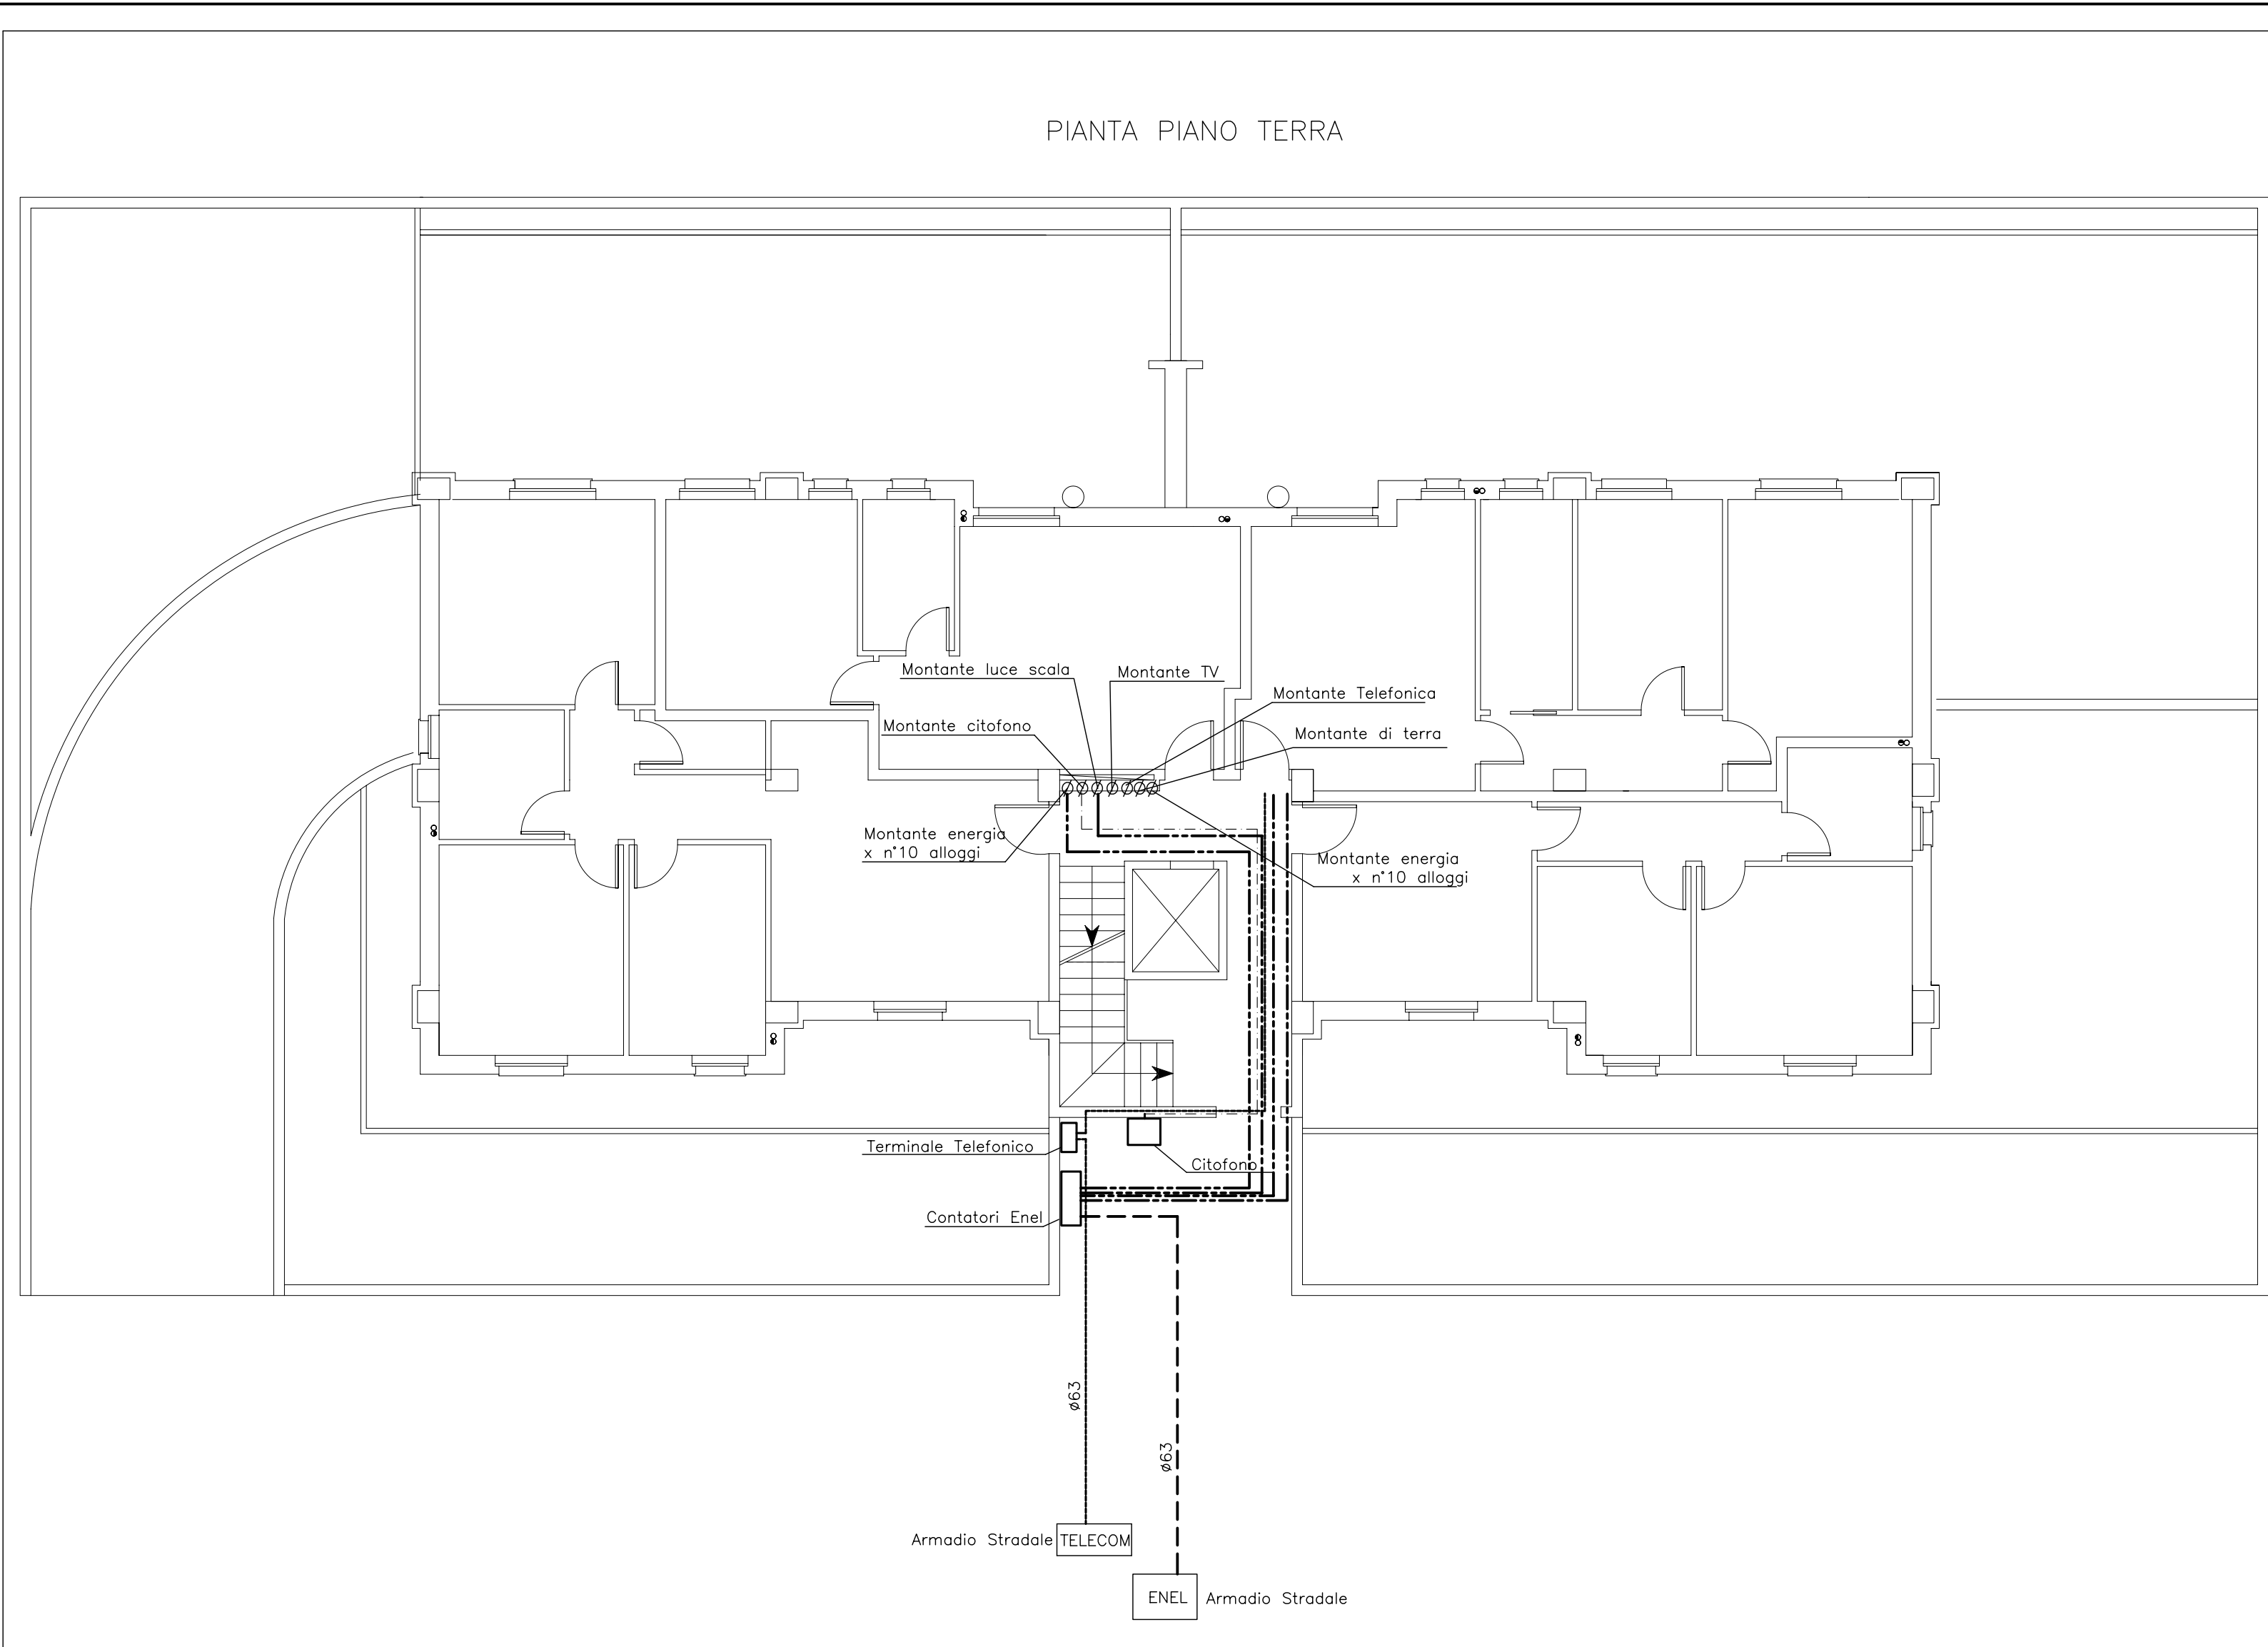 PIANTA PIANO TERRA
Montante luce scala
Montante TV
Montante Telefonica
Montante citofono
Montante di terra
Montante energia
x n°10 alloggi
Montante energia
x n°10 alloggi
Terminale Telefonico
Citofono
Contatori Enel
ø63
ø63
Armadio Stradale
TELECOM
ENEL
Armadio Stradale